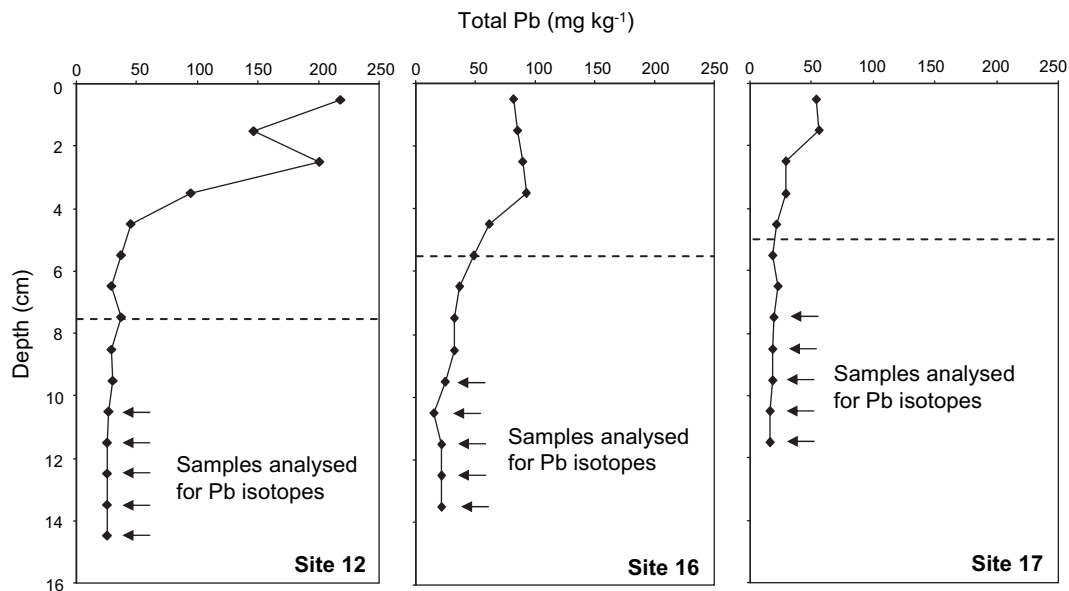 Total Pb (mg kg-1)
0 50 100 150 200 250
0 50 100 150 200 250
0 50 100 150 200 250
Depth (cm)
0
2
4
6
8
10
12
14
16
Samples analysed
for Pb isotopes
Site 12
Samples analysed
for Pb isotopes
Site 16
Samples analysed
for Pb isotopes
Site 17